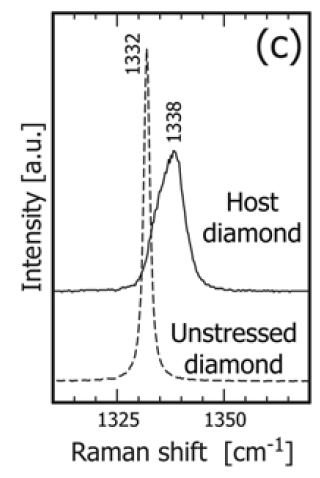 (c)
1332
1338
Intensity [a.u.]
Host
diamond
Unstressed
diamond
1325 1350
Raman shift [cm⁻¹]